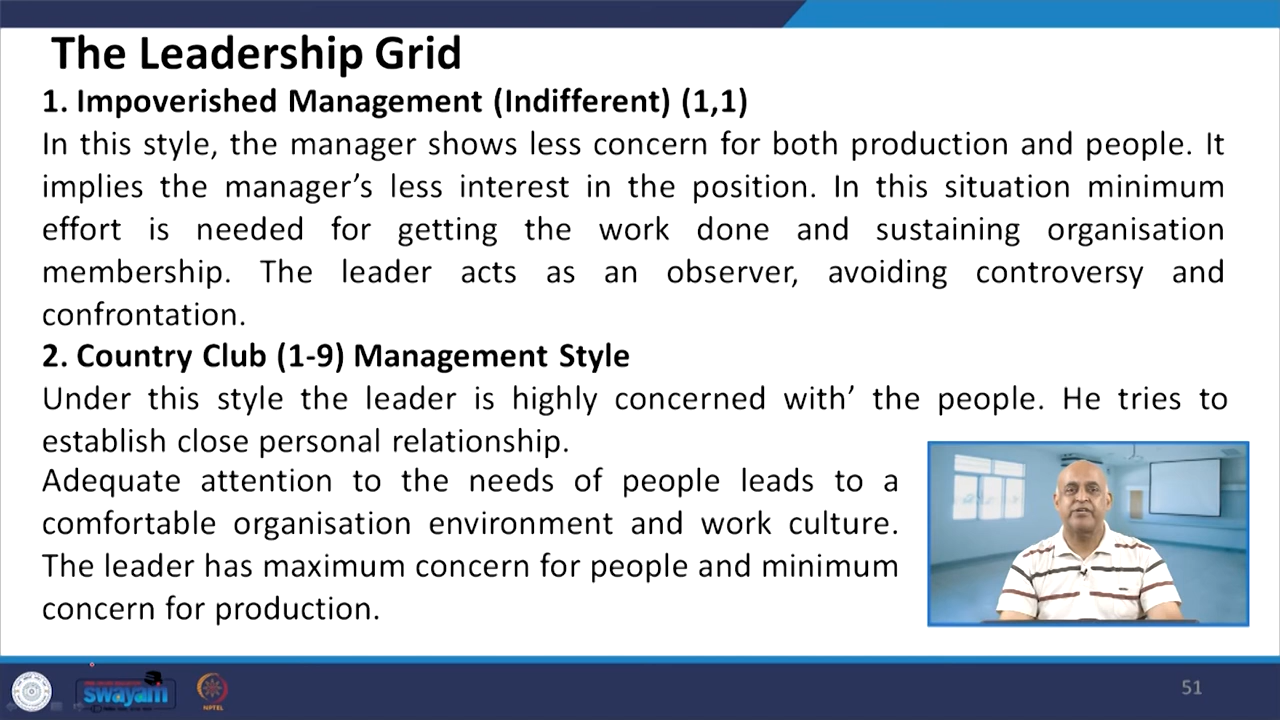 The Leadership Grid
1. Impoverished Management (Indifferent) (1,1)
In this style, the manager shows less concern for both production and people. It
implies the manager’s less interest in the position. In this situation minimum
effort is needed for getting the work done and sustaining organisation
membership. The leader acts as an observer, avoiding controversy and
confrontation.
2. Country Club (1-9) Management Style
Under this style the leader is highly concerned with’ the people. He tries to
establish close personal relationship.
Adequate attention to the needs of people leads to a
comfortable organisation environment and work culture.
The leader has maximum concern for people and minimum
concern for production.
swayam
NPTEL
51